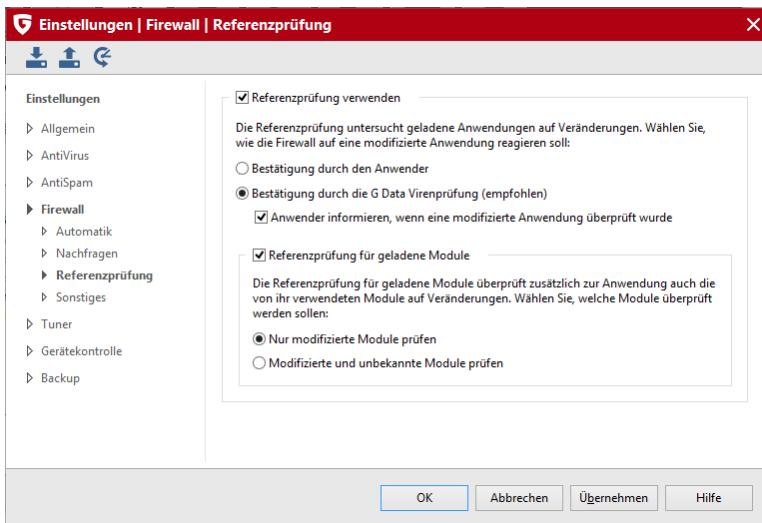 Einstellungen | Firewall | Referenzprüfung
Einstellungen
Allgemein
AntiVirus
AntiSpam
Firewall
Automatik
Nachfragen
Referenzprüfung
Sonstiges
Tuner
Gerätekontrolle
Backup
Referenzprüfung verwenden
Die Referenzprüfung untersucht geladene Anwendungen auf Veränderungen. Wählen Sie,
wie die Firewall auf eine modifizierte Anwendung reagieren soll:
Bestätigung durch den Anwender
Bestätigung durch die G Data Virenprüfung (empfohlen)
Anwender informieren, wenn eine modifizierte Anwendung überprüft wurde
Referenzprüfung für geladene Module
Die Referenzprüfung für geladene Module überprüft zusätzlich zur Anwendung auch die
von ihr verwendeten Module auf Veränderungen. Wählen Sie, welche Module überprüft
werden sollen:
Nur modifizierte Module prüfen
Modifizierte und unbekannte Module prüfen
OK
Abbrechen
Übernehmen
Hilfe